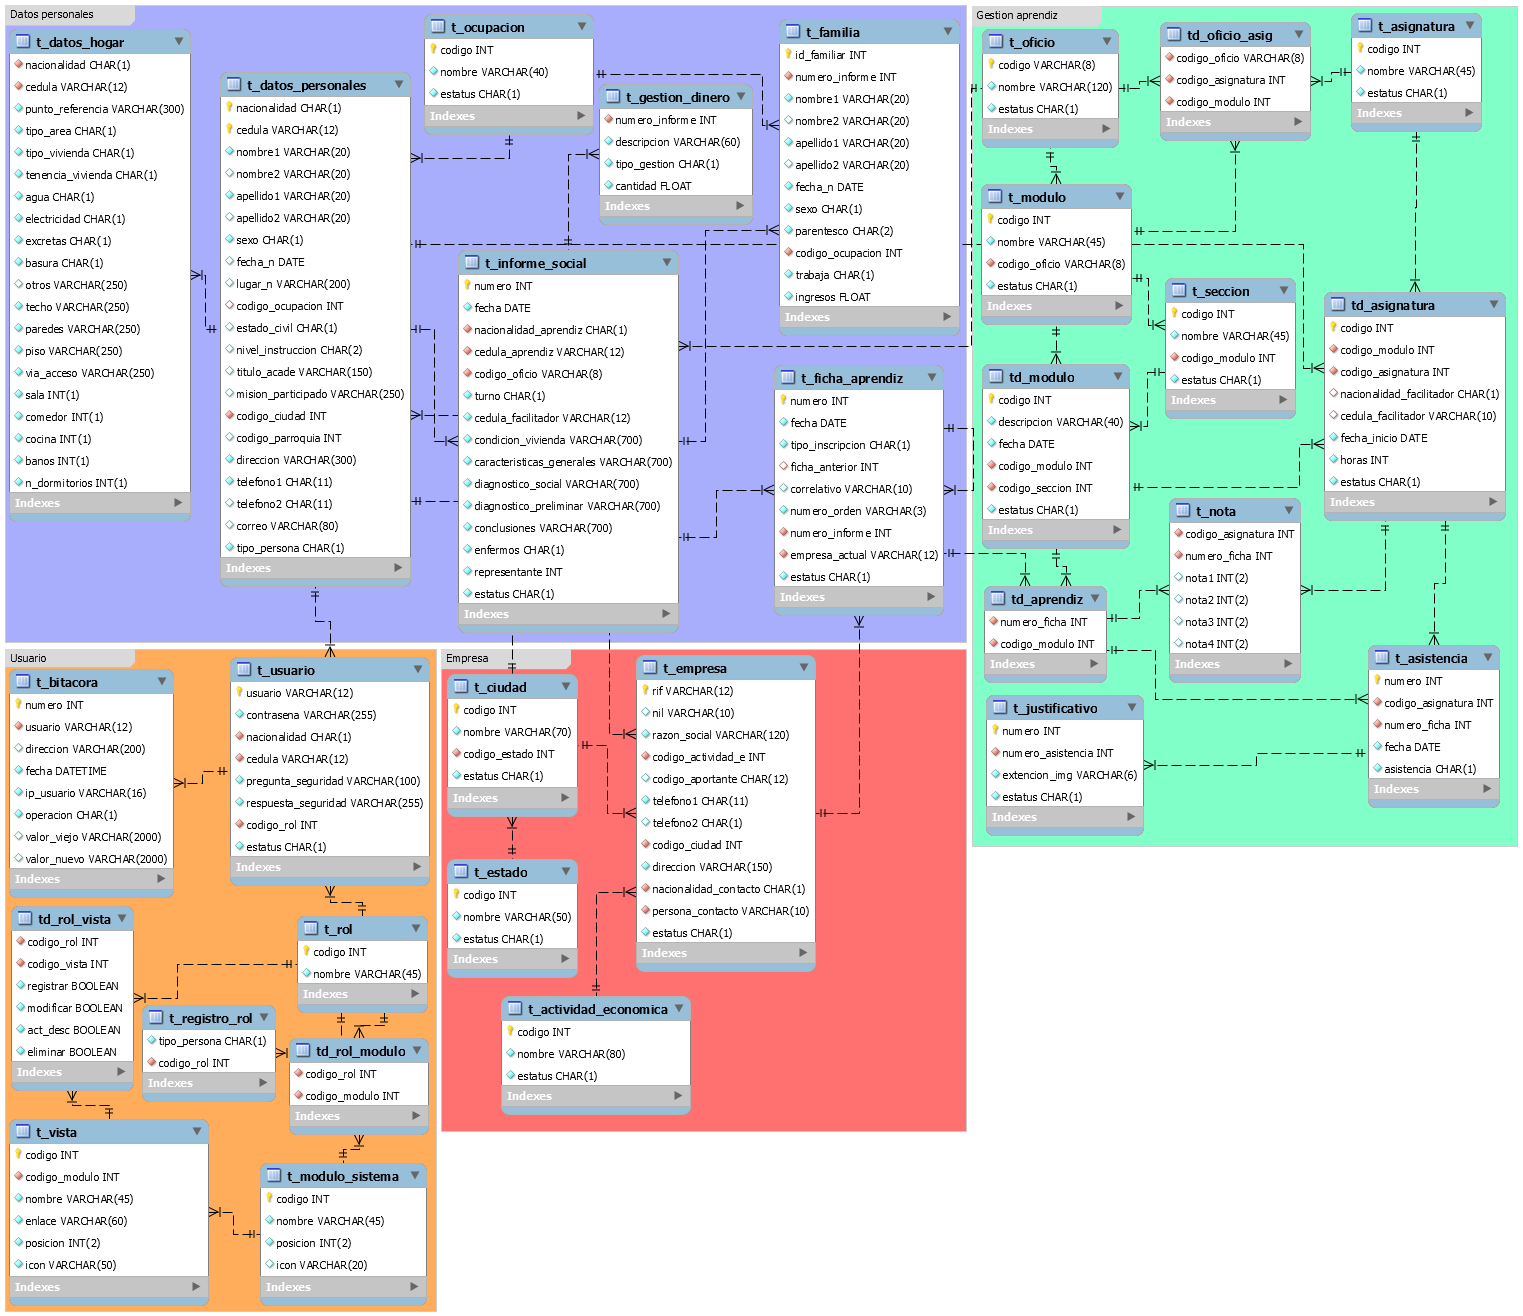 Datos personales
t_datos_hogar
nacionalidad CHAR(1)
cedula VARCHAR(12)
punto_referencia VARCHAR(300)
tipo_area CHAR(1)
tipo_vivienda CHAR(1)
tenencia_vivienda CHAR(1)
agua CHAR(1)
electricidad CHAR(1)
excretas CHAR(1)
basura CHAR(1)
otros VARCHAR(250)
techo VARCHAR(250)
paredes VARCHAR(250)
piso VARCHAR(250)
via_acceso VARCHAR(250)
sala INT(1)
comedor INT(1)
cocina INT(1)
banos INT(1)
n_dormitorios INT(1)
Indexes
t_datos_personales
nacionalidad CHAR(1)
cedula VARCHAR(12)
nombre1 VARCHAR(20)
nombre2 VARCHAR(20)
apellido1 VARCHAR(20)
apellido2 VARCHAR(20)
sexo CHAR(1)
fecha_n DATE
lugar_n VARCHAR(200)
codigo_ocupacion INT
estado_civil CHAR(1)
nivel_instruccion CHAR(2)
titulo_acade VARCHAR(150)
mision_participado VARCHAR(250)
codigo_ciudad INT
codigo_parroquia INT
direccion VARCHAR(300)
telefono1 CHAR(11)
telefono2 CHAR(11)
correo VARCHAR(80)
tipo_persona CHAR(1)
Indexes
t_ocupacion
codigo INT
nombre VARCHAR(40)
estatus CHAR(1)
Indexes
t_gestion_dinero
numero_informe INT
descripcion VARCHAR(60)
tipo_gestion CHAR(1)
cantidad FLOAT
Indexes
t_familia
id_familiar INT
numero_informe INT
nombre1 VARCHAR(20)
nombre2 VARCHAR(20)
apellido1 VARCHAR(20)
apellido2 VARCHAR(20)
fecha_n DATE
sexo CHAR(1)
parentesco CHAR(2)
codigo_ocupacion INT
trabaja CHAR(1)
ingresos FLOAT
Indexes
t_informe_social
numero INT
fecha DATE
nacionalidad_aprendiz CHAR(1)
cedula_aprendiz VARCHAR(12)
codigo_oficio VARCHAR(8)
turno CHAR(1)
cedula_facilitador VARCHAR(12)
condicion_vivienda VARCHAR(700)
caracteristicas_generales VARCHAR(700)
diagnostico_social VARCHAR(700)
diagnostico_preliminar VARCHAR(700)
conclusiones VARCHAR(700)
enfermos CHAR(1)
representante INT
estatus CHAR(1)
Indexes
t_ficha_aprendiz
numero INT
fecha DATE
tipo_inscripcion CHAR(1)
ficha_anterior INT
correlativo VARCHAR(10)
numero_orden VARCHAR(3)
numero_informe INT
empresa_actual VARCHAR(12)
estatus CHAR(1)
Indexes
Gestion aprendiz
t_oficio
codigo VARCHAR(8)
nombre VARCHAR(120)
estatus CHAR(1)
Indexes
td_oficio_asig
codigo_oficio VARCHAR(8)
codigo_asignatura INT
codigo_modulo INT
Indexes
t_asignatura
codigo INT
nombre VARCHAR(45)
estatus CHAR(1)
Indexes
t_modulo
codigo INT
nombre VARCHAR(45)
codigo_oficio VARCHAR(8)
estatus CHAR(1)
Indexes
t_seccion
codigo INT
nombre VARCHAR(45)
codigo_modulo INT
estatus CHAR(1)
Indexes
td_asignatura
codigo INT
codigo_modulo INT
codigo_asignatura INT
nacionalidad_facilitador CHAR(1)
cedula_facilitador VARCHAR(10)
fecha_inicio DATE
horas INT
estatus CHAR(1)
Indexes
td_modulo
codigo INT
descripcion VARCHAR(40)
fecha DATE
codigo_modulo INT
codigo_seccion INT
estatus CHAR(1)
Indexes
t_nota
codigo_asignatura INT
numero_ficha INT
nota1 INT(2)
nota2 INT(2)
nota3 INT(2)
nota4 INT(2)
Indexes
td_aprendiz
numero_ficha INT
codigo_modulo INT
Indexes
t_asistencia
numero INT
codigo_asignatura INT
numero_ficha INT
fecha DATE
asistencia CHAR(1)
Indexes
t_justificativo
numero INT
numero_asistencia INT
extencion_img VARCHAR(6)
estatus CHAR(1)
Indexes
Usuario
t_bitacora
numero INT
usuario VARCHAR(12)
direccion VARCHAR(200)
fecha DATETIME
ip_usuario VARCHAR(16)
operacion CHAR(1)
valor_viejo VARCHAR(2000)
valor_nuevo VARCHAR(2000)
Indexes
t_usuario
usuario VARCHAR(12)
contrasena VARCHAR(255)
nacionalidad CHAR(1)
cedula VARCHAR(12)
pregunta_seguridad VARCHAR(100)
respuesta_seguridad VARCHAR(255)
codigo_rol INT
estatus CHAR(1)
Indexes
td_rol_vista
codigo_rol INT
codigo_vista INT
registrar BOOLEAN
modificar BOOLEAN
act_desc BOOLEAN
eliminar BOOLEAN
Indexes
t_rol
codigo INT
nombre VARCHAR(45)
Indexes
t_registro_rol
tipo_persona CHAR(1)
codigo_rol INT
Indexes
td_rol_modulo
codigo_rol INT
codigo_modulo INT
Indexes
t_vista
codigo INT
codigo_modulo INT
nombre VARCHAR(45)
enlace VARCHAR(60)
posicion INT(2)
icon VARCHAR(50)
Indexes
t_modulo_sistema
codigo INT
nombre VARCHAR(45)
posicion INT(2)
icon VARCHAR(20)
Indexes
Empresa
t_ciudad
codigo INT
nombre VARCHAR(70)
codigo_estado INT
estatus CHAR(1)
Indexes
t_estado
codigo INT
nombre VARCHAR(50)
estatus CHAR(1)
Indexes
t_empresa
rif VARCHAR(12)
nil VARCHAR(10)
razon_social VARCHAR(120)
codigo_actividad_e INT
codigo_aportante CHAR(12)
telefono1 CHAR(11)
telefono2 CHAR(1)
codigo_ciudad INT
direccion VARCHAR(150)
nacionalidad_contacto CHAR(1)
persona_contacto VARCHAR(10)
estatus CHAR(1)
Indexes
t_actividad_economica
codigo INT
nombre VARCHAR(80)
estatus CHAR(1)
Indexes